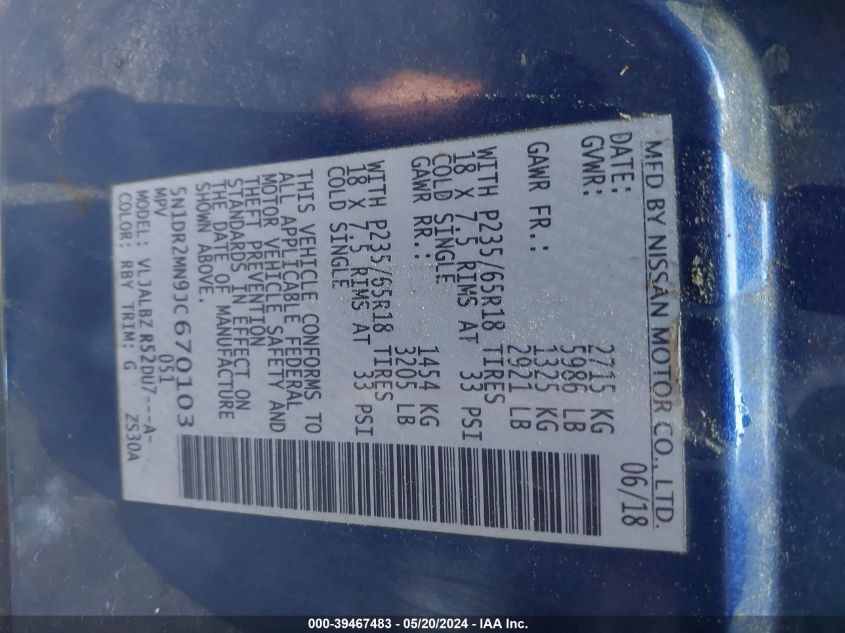 MFD BY NISSAN MOTOR CO., LTD.
DATE: 06/18
GVWR: 2715 KG
5986 LB
GAWR FR.: 1325 KG
2921 LB
WITH P235/65R18 TIRES
18 X 7.5 RIMS AT 33 PSI
COLD SINGLE
GAWR RR.: 1454 KG
3205 LB
WITH P235/65R18 TIRES
18 X 7.5 RIMS AT 33 PSI
COLD SINGLE
THIS VEHICLE CONFORMS TO
ALL APPLICABLE FEDERAL
MOTOR VEHICLE SAFETY AND
THEFT PREVENTION
STANDARDS IN EFFECT ON
THE DATE OF MANUFACTURE
SHOWN ABOVE.
5N1DR2MN9JC670103
MPV 051
MODEL: VLJALBZ R52DU7---A-
COLOR: RBY TRIM: G ZS30A
000-39467483 - 05/20/2024 - IAA Inc.